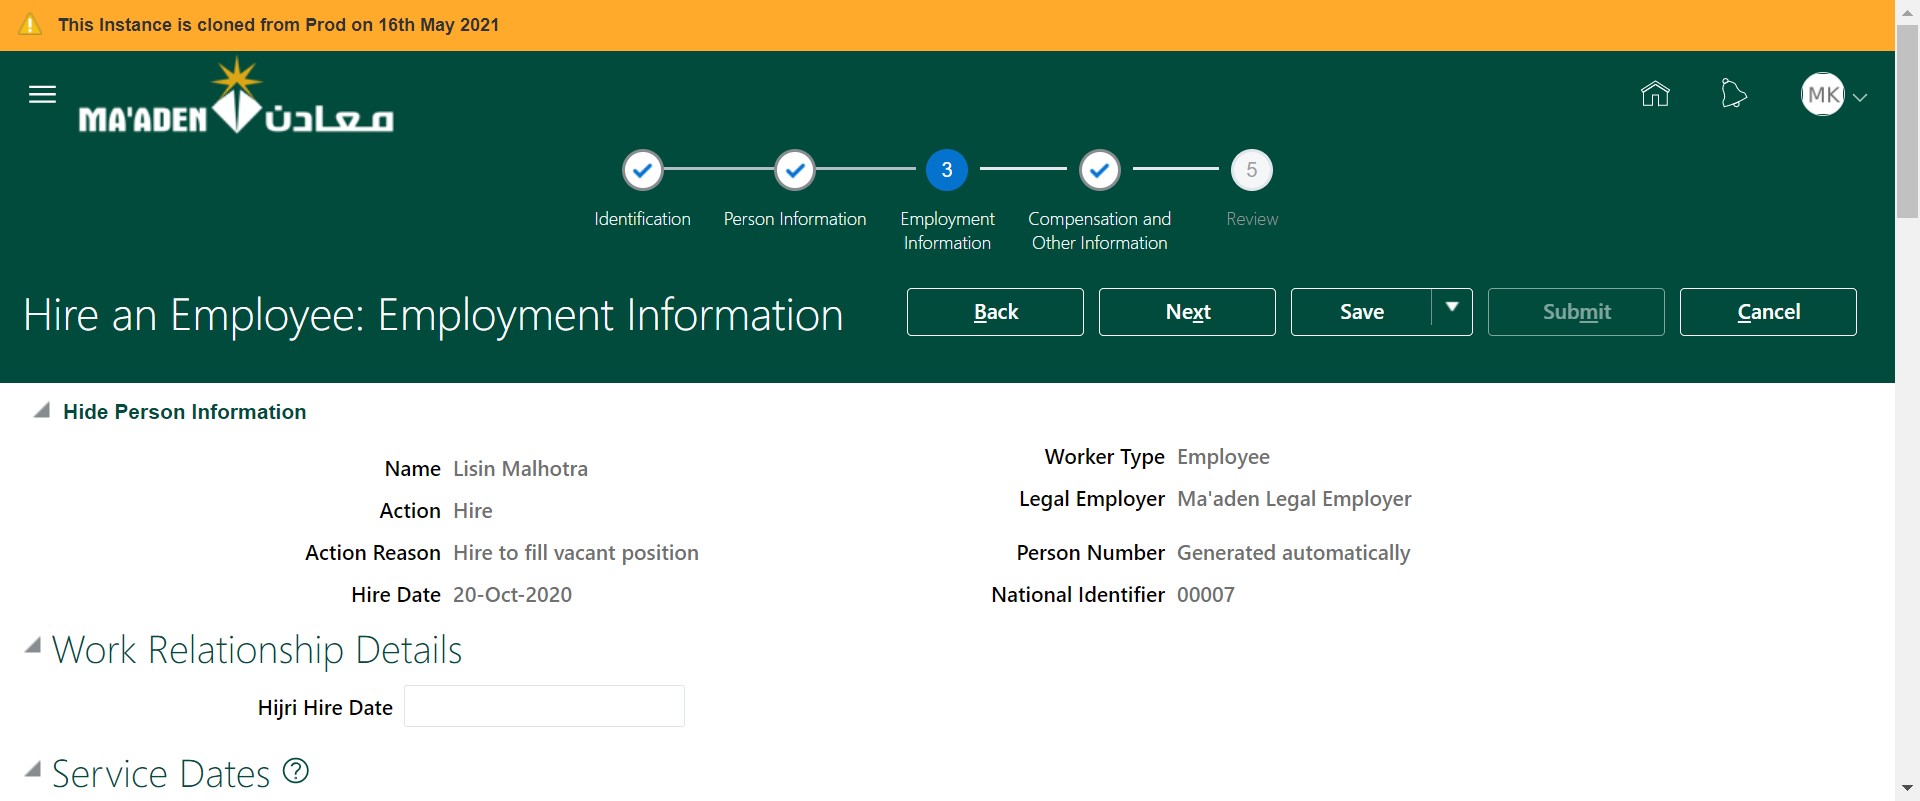 This Instance is cloned from Prod on 16th May 2021
MA'ADEN معادن
MK
3
5
Identification
Person Information
Employment Information
Compensation and Other Information
Review
Hire an Employee: Employment Information
Back
Next
Save
Submit
Cancel
Hide Person Information
Name Lisin Malhotra
Action Hire
Action Reason Hire to fill vacant position
Hire Date 20-Oct-2020
Worker Type Employee
Legal Employer Ma'aden Legal Employer
Person Number Generated automatically
National Identifier 00007
Work Relationship Details
Hijri Hire Date
Service Dates ?